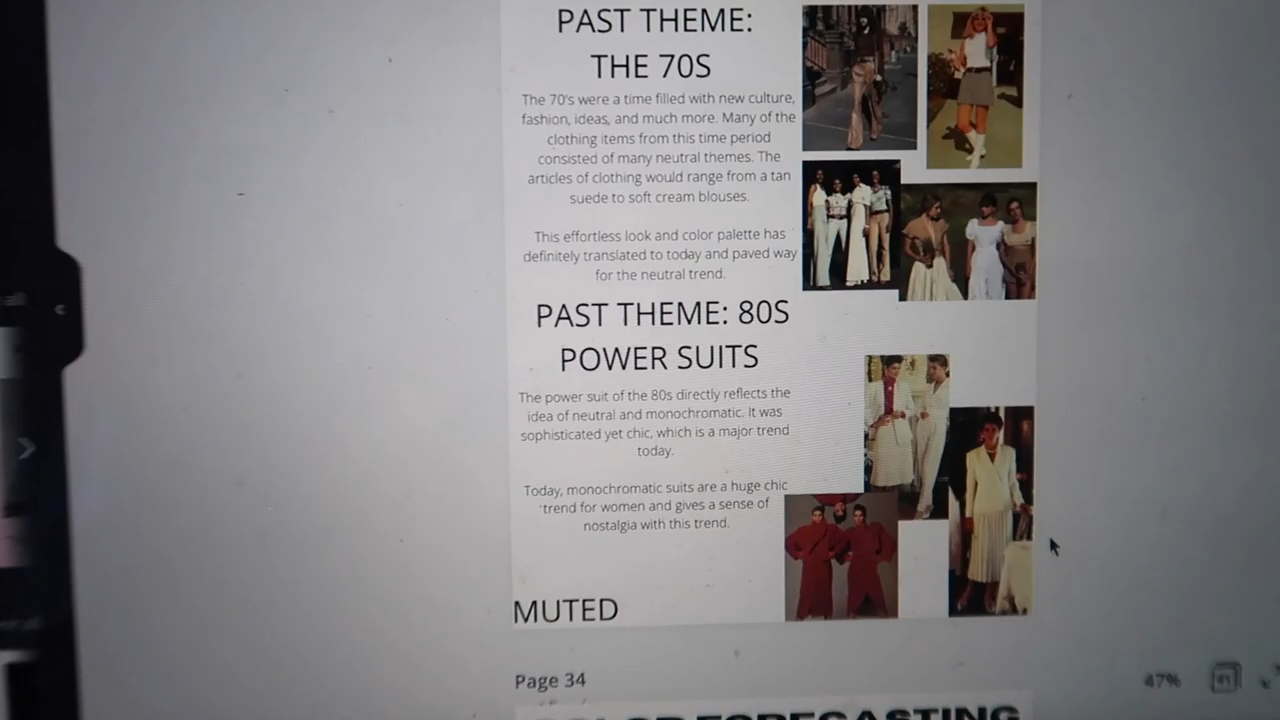 PAST THEME:
THE 70S
The 70's were a time filled with new culture,
fashion, ideas, and much more. Many of the
clothing items from this time period
consisted of many neutral themes. The
articles of clothing would range from a tan
suede to soft cream blouses.
This effortless look and color palette has
definitely translated to today and paved way
for the neutral trend.
PAST THEME: 80S
POWER SUITS
The power suit of the 80s directly reflects the
idea of neutral and monochromatic. It was
sophisticated yet chic, which is a major trend
today.
Today, monochromatic suits are a huge chic
trend for women and gives a sense of
nostalgia with this trend.
MUTED
Page 34
47%
FORECASTING